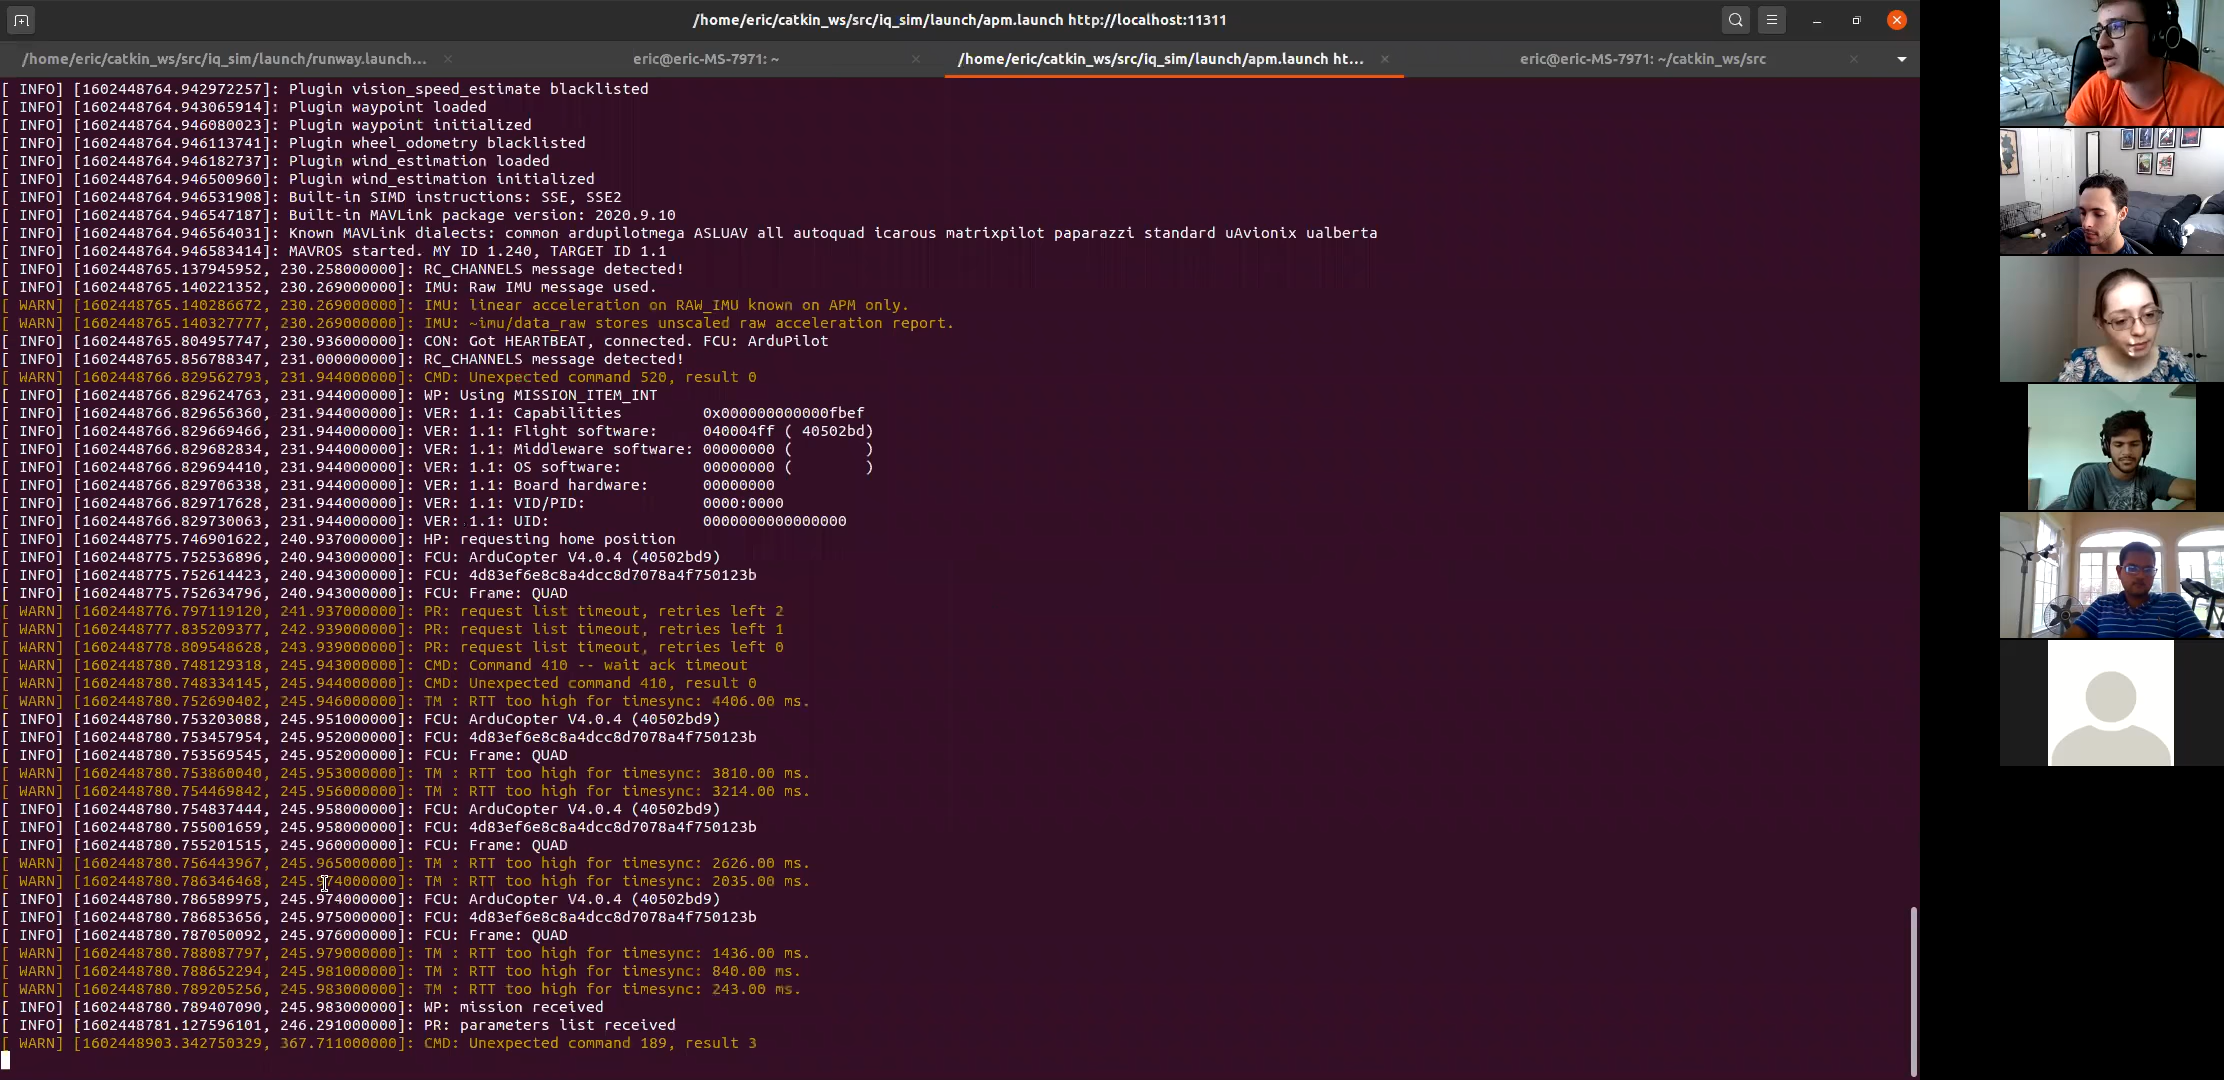 /home/eric/catkin_ws/src/iq_sim/launch/apm.launch http://localhost:11311
/home/eric/catkin_ws/src/iq_sim/launch/runway.launch...
eric@eric-MS-7971: ~
/home/eric/catkin_ws/src/iq_sim/launch/apm.launch ht...
eric@eric-MS-7971: ~/catkin_ws/src
[ INFO] [1602448764.942972257]: Plugin vision_speed_estimate blacklisted
[ INFO] [1602448764.943065914]: Plugin waypoint loaded
[ INFO] [1602448764.946080023]: Plugin waypoint initialized
[ INFO] [1602448764.946113741]: Plugin wheel_odometry blacklisted
[ INFO] [1602448764.946182737]: Plugin wind_estimation loaded
[ INFO] [1602448764.946500960]: Plugin wind_estimation initialized
[ INFO] [1602448764.946531908]: Built-in SIMD instructions: SSE, SSE2
[ INFO] [1602448764.946547187]: Built-in MAVLink package version: 2020.9.10
[ INFO] [1602448764.946564031]: Known MAVLink dialects: common ardupilotmega ASLUAV all autoquad icarous matrixpilot paparazzi standard uAvionix ualberta
[ INFO] [1602448764.946583414]: MAVROS started. MY ID 1.240, TARGET ID 1.1
[ INFO] [1602448765.137945952, 230.258000000]: RC_CHANNELS message detected!
[ INFO] [1602448765.140221352, 230.269000000]: IMU: Raw IMU message used.
[ WARN] [1602448765.140286672, 230.269000000]: IMU: linear acceleration on RAW_IMU known on APM only.
[ WARN] [1602448765.140327777, 230.269000000]: IMU: ~imu/data_raw stores unscaled raw acceleration report.
[ INFO] [1602448765.804957747, 230.936000000]: CON: Got HEARTBEAT, connected. FCU: ArduPilot
[ INFO] [1602448765.856788347, 231.000000000]: RC_CHANNELS message detected!
[ WARN] [1602448766.829562793, 231.944000000]: CMD: Unexpected command 520, result 0
[ INFO] [1602448766.829624763, 231.944000000]: WP: Using MISSION_ITEM_INT
[ INFO] [1602448766.829656360, 231.944000000]: VER: 1.1: Capabilities 0x000000000000fbef
[ INFO] [1602448766.829669466, 231.944000000]: VER: 1.1: Flight software: 040004ff ( 40502bd)
[ INFO] [1602448766.829682834, 231.944000000]: VER: 1.1: Middleware software: 00000000 ( )
[ INFO] [1602448766.829694410, 231.944000000]: VER: 1.1: OS software: 00000000 ( )
[ INFO] [1602448766.829706338, 231.944000000]: VER: 1.1: Board hardware: 00000000
[ INFO] [1602448766.829717628, 231.944000000]: VER: 1.1: VID/PID: 0000:0000
[ INFO] [1602448766.829730063, 231.944000000]: VER: 1.1: UID: 0000000000000000
[ INFO] [1602448775.746901622, 240.937000000]: HP: requesting home position
[ INFO] [1602448775.752536896, 240.943000000]: FCU: ArduCopter V4.0.4 (40502bd9)
[ INFO] [1602448775.752614423, 240.943000000]: FCU: 4d83ef6e8c8a4dcc8d7078a4f750123b
[ INFO] [1602448775.752634796, 240.943000000]: FCU: Frame: QUAD
[ WARN] [1602448776.797119120, 241.937000000]: PR: request list timeout, retries left 2
[ WARN] [1602448777.835209377, 242.939000000]: PR: request list timeout, retries left 1
[ WARN] [1602448778.809548628, 243.939000000]: PR: request list timeout, retries left 0
[ WARN] [1602448780.748129318, 245.943000000]: CMD: Command 410 -- wait ack timeout
[ WARN] [1602448780.748334145, 245.944000000]: CMD: Unexpected command 410, result 0
[ WARN] [1602448780.752690402, 245.946000000]: TM : RTT too high for timesync: 4406.00 ms.
[ INFO] [1602448780.753203088, 245.951000000]: FCU: ArduCopter V4.0.4 (40502bd9)
[ INFO] [1602448780.753457954, 245.952000000]: FCU: 4d83ef6e8c8a4dcc8d7078a4f750123b
[ INFO] [1602448780.753569545, 245.952000000]: FCU: Frame: QUAD
[ WARN] [1602448780.753860040, 245.953000000]: TM : RTT too high for timesync: 3810.00 ms.
[ WARN] [1602448780.754469842, 245.956000000]: TM : RTT too high for timesync: 3214.00 ms.
[ INFO] [1602448780.754837444, 245.958000000]: FCU: ArduCopter V4.0.4 (40502bd9)
[ INFO] [1602448780.755001659, 245.958000000]: FCU: 4d83ef6e8c8a4dcc8d7078a4f750123b
[ INFO] [1602448780.755201515, 245.960000000]: FCU: Frame: QUAD
[ WARN] [1602448780.756443967, 245.965000000]: TM : RTT too high for timesync: 2626.00 ms.
[ WARN] [1602448780.786346468, 245.974000000]: TM : RTT too high for timesync: 2035.00 ms.
[ INFO] [1602448780.786589975, 245.974000000]: FCU: ArduCopter V4.0.4 (40502bd9)
[ INFO] [1602448780.786853656, 245.975000000]: FCU: 4d83ef6e8c8a4dcc8d7078a4f750123b
[ INFO] [1602448780.787050092, 245.976000000]: FCU: Frame: QUAD
[ WARN] [1602448780.788087797, 245.979000000]: TM : RTT too high for timesync: 1436.00 ms.
[ WARN] [1602448780.788652294, 245.981000000]: TM : RTT too high for timesync: 840.00 ms.
[ WARN] [1602448780.789205256, 245.983000000]: TM : RTT too high for timesync: 243.00 ms.
[ INFO] [1602448780.789407090, 245.983000000]: WP: mission received
[ INFO] [1602448781.127596101, 246.291000000]: PR: parameters list received
[ WARN] [1602448903.342750329, 367.711000000]: CMD: Unexpected command 189, result 3